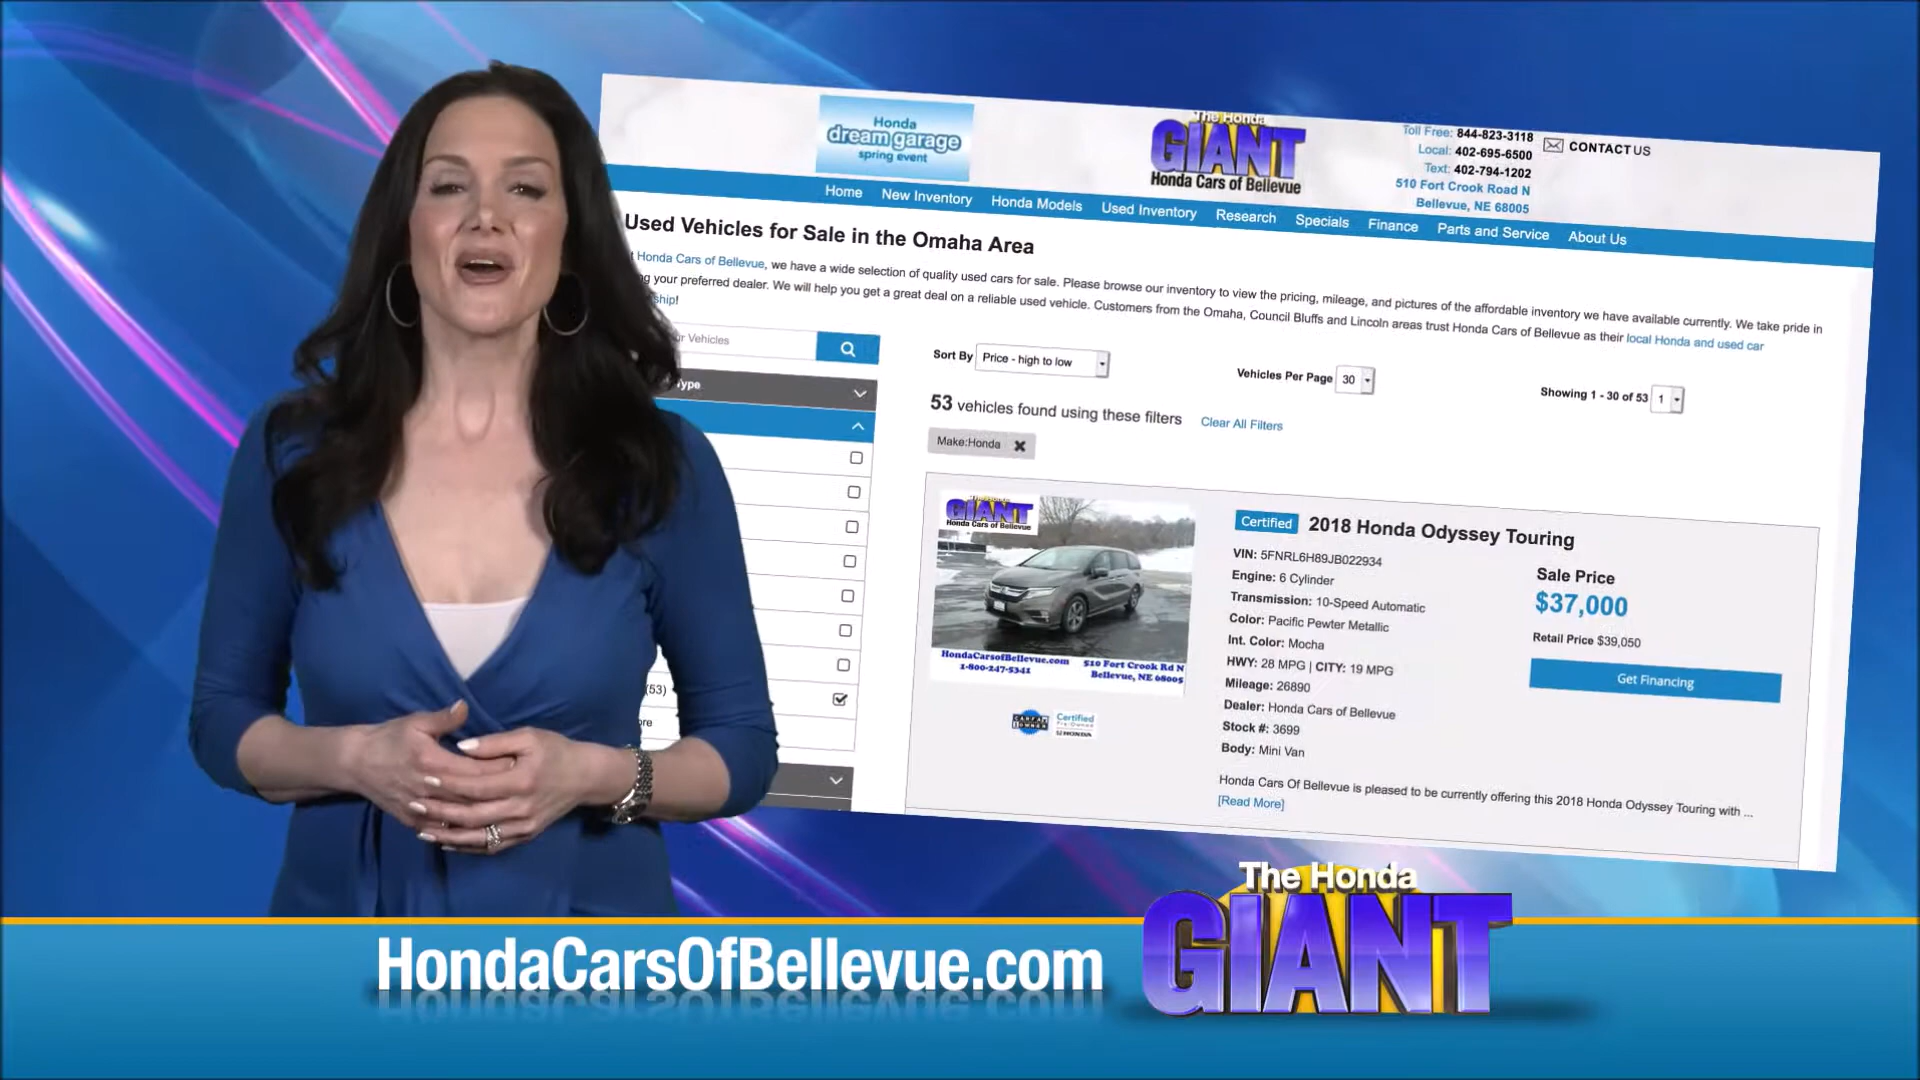 Honda
dream garage
spring event
The Honda
GIANT
Honda Cars of Bellevue
Toll Free: 844-823-3118
Local: 402-695-6500
Text: 402-794-1202
510 Fort Crook Road N
Bellevue, NE 68005
CONTACT US
Home New Inventory Honda Models Used Inventory Research Specials Finance Parts and Service About Us
Used Vehicles for Sale in the Omaha Area
Honda Cars of Bellevue, we have a wide selection of quality used cars for sale. Please browse our inventory to view the pricing, mileage, and pictures of the affordable inventory we have available currently. We take pride in
your preferred dealer. We will help you get a great deal on a reliable used vehicle. Customers from the Omaha, Council Bluffs and Lincoln areas trust Honda Cars of Bellevue as their local Honda and used car
Vehicles
Type
(53)
Sort By Price - high to low
Vehicles Per Page 30
Showing 1 - 30 of 53 1
53 vehicles found using these filters Clear All Filters
Make:Honda
The Honda
GIANT
Honda Cars of Bellevue
HondaCarsofBellevue.com
1-800-247-5341
510 Fort Crook Rd N
Bellevue, NE 68005
Certified
Pre-Owned
HONDA
Certified 2018 Honda Odyssey Touring
VIN: 5FNRL6H89JB022934
Engine: 6 Cylinder
Transmission: 10-Speed Automatic
Color: Pacific Pewter Metallic
Int. Color: Mocha
HWY: 28 MPG | CITY: 19 MPG
Mileage: 26890
Dealer: Honda Cars of Bellevue
Stock #: 3699
Body: Mini Van
Sale Price
$37,000
Retail Price $39,050
Get Financing
Honda Cars Of Bellevue is pleased to be currently offering this 2018 Honda Odyssey Touring with ...
[Read More]
HondaCarsOfBellevue.com
The Honda
GIANT